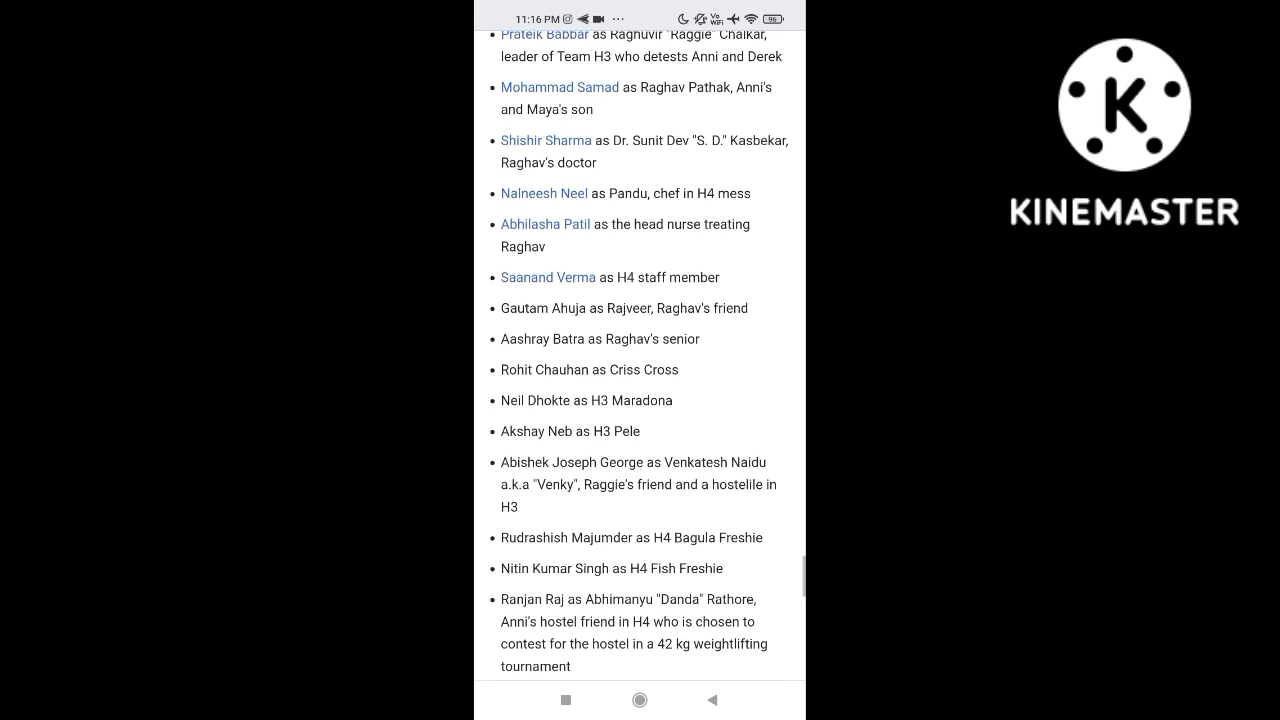 11:16 PM
Vo
WiFi
96
Prateik Babbar as Raghuvir "Raggie" Chalkar,
leader of Team H3 who detests Anni and Derek
Mohammad Samad as Raghav Pathak, Anni's
and Maya's son
Shishir Sharma as Dr. Sunit Dev "S. D." Kasbekar,
Raghav's doctor
Nalneesh Neel as Pandu, chef in H4 mess
Abhilasha Patil as the head nurse treating
Raghav
Saanand Verma as H4 staff member
Gautam Ahuja as Rajveer, Raghav's friend
Aashray Batra as Raghav's senior
Rohit Chauhan as Criss Cross
Neil Dhokte as H3 Maradona
Akshay Neb as H3 Pele
Abishek Joseph George as Venkatesh Naidu
a.k.a "Venky", Raggie's friend and a hostelile in
H3
Rudrashish Majumder as H4 Bagula Freshie
Nitin Kumar Singh as H4 Fish Freshie
Ranjan Raj as Abhimanyu "Danda" Rathore,
Anni's hostel friend in H4 who is chosen to
contest for the hostel in a 42 kg weightlifting
tournament
K
KINEMASTER